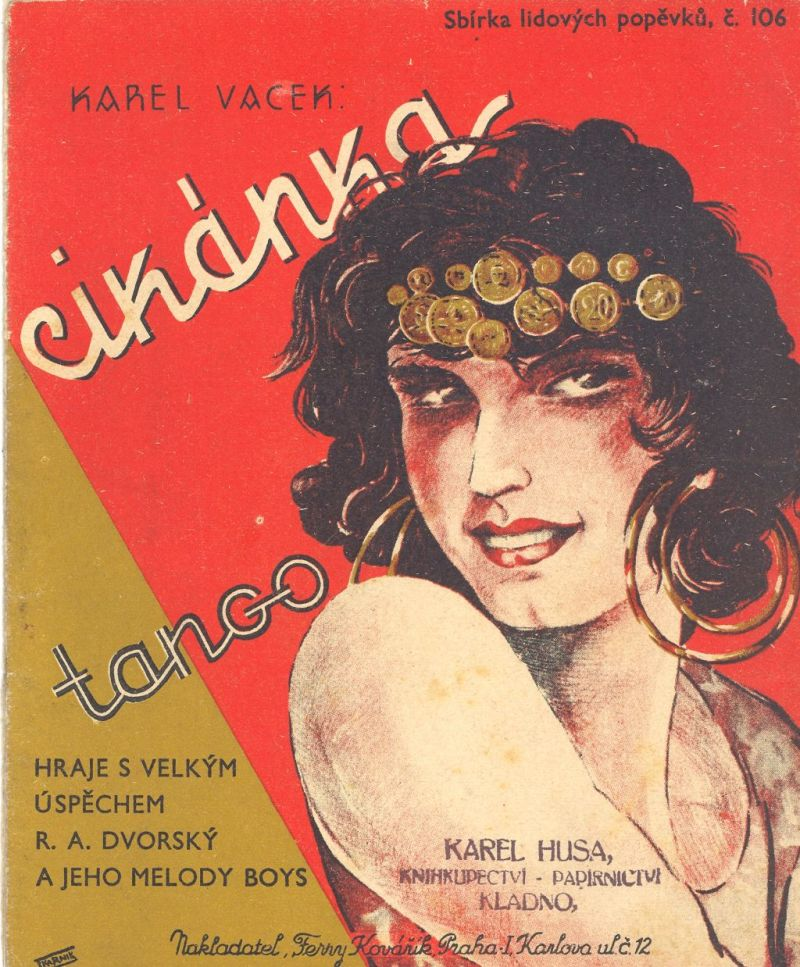 Sbírka lidových popěvků, č. 106
KAREL VACEK:
cikánka
tango
HRAJE S VELKÝM
ÚSPĚCHEM
R. A. DVORSKÝ
A JEHO MELODY BOYS
KAREL HUSA,
KNIHKUPECTVÍ - PAPÍRNICTVÍ
KLADNO,
Nakladatel, Ferry Kovářík, Praha-I, Karlova ul. č. 12